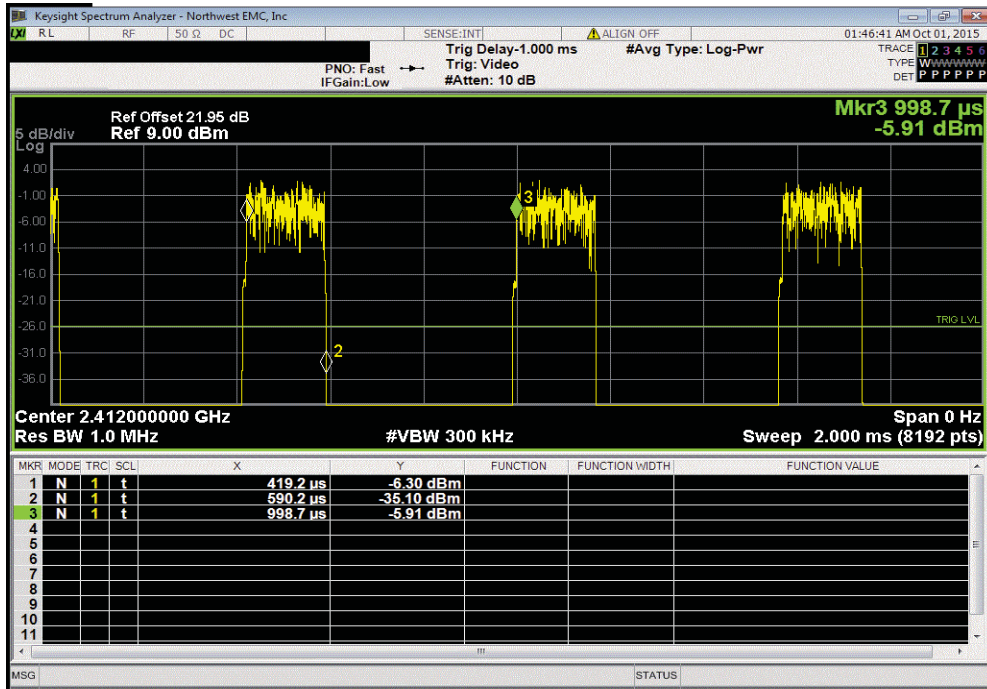 Keysight Spectrum Analyzer - Northwest EMC, Inc
LXI RL RF 50 Ω DC SENSE:INT ALIGN OFF 01:46:41 AM Oct 01, 2015
PNO: Fast
IFGain:Low
Trig Delay-1.000 ms
Trig: Video
#Atten: 10 dB
#Avg Type: Log-Pwr
TRACE 1 2 3 4 5 6
TYPE WWWWWW
DET P P P P P P
Mkr3 998.7 µs
-5.91 dBm
Ref Offset 21.95 dB
5 dB/div Ref 9.00 dBm
Log
4.00
-1.00
-6.00
-11.0
-16.0
-21.0
-26.0
-31.0
-36.0
3
2
TRIG LVL
Center 2.412000000 GHz Span 0 Hz
Res BW 1.0 MHz #VBW 300 kHz Sweep 2.000 ms (8192 pts)
MKR MODE TRC SCL X Y FUNCTION FUNCTION WIDTH FUNCTION VALUE
1 N 1 t 419.2 µs -6.30 dBm
2 N 1 t 590.2 µs -35.10 dBm
3 N 1 t 998.7 µs -5.91 dBm
4
5
6
7
8
9
10
11
MSG STATUS